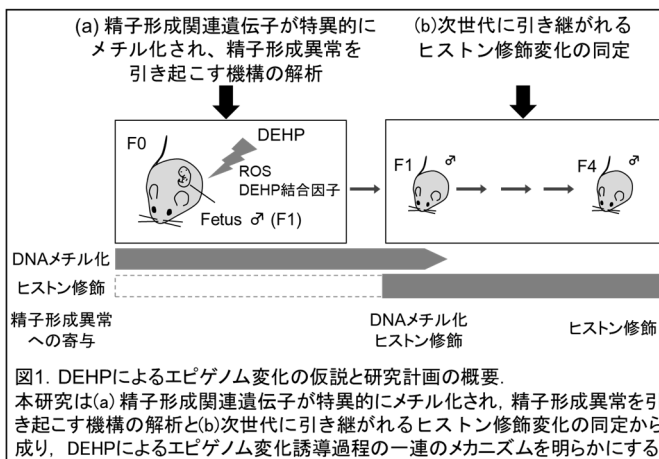 (a) 精子形成関連遺伝子が特異的に
メチル化され、精子形成異常を
引き起こす機構の解析
(b)次世代に引き継がれる
ヒストン修飾変化の同定
F0
DEHP
ROS
DEHP結合因子
Fetus ♂ (F1)
F1 ♂
F4 ♂
DNAメチル化
ヒストン修飾
精子形成異常
への寄与
DNAメチル化
ヒストン修飾
ヒストン修飾
図1. DEHPによるエピゲノム変化の仮説と研究計画の概要.
本研究は(a) 精子形成関連遺伝子が特異的にメチル化され, 精子形成異常を引
き起こす機構の解析と(b)次世代に引き継がれるヒストン修飾変化の同定から
成り, DEHPによるエピゲノム変化誘導過程の一連のメカニズムを明らかにする